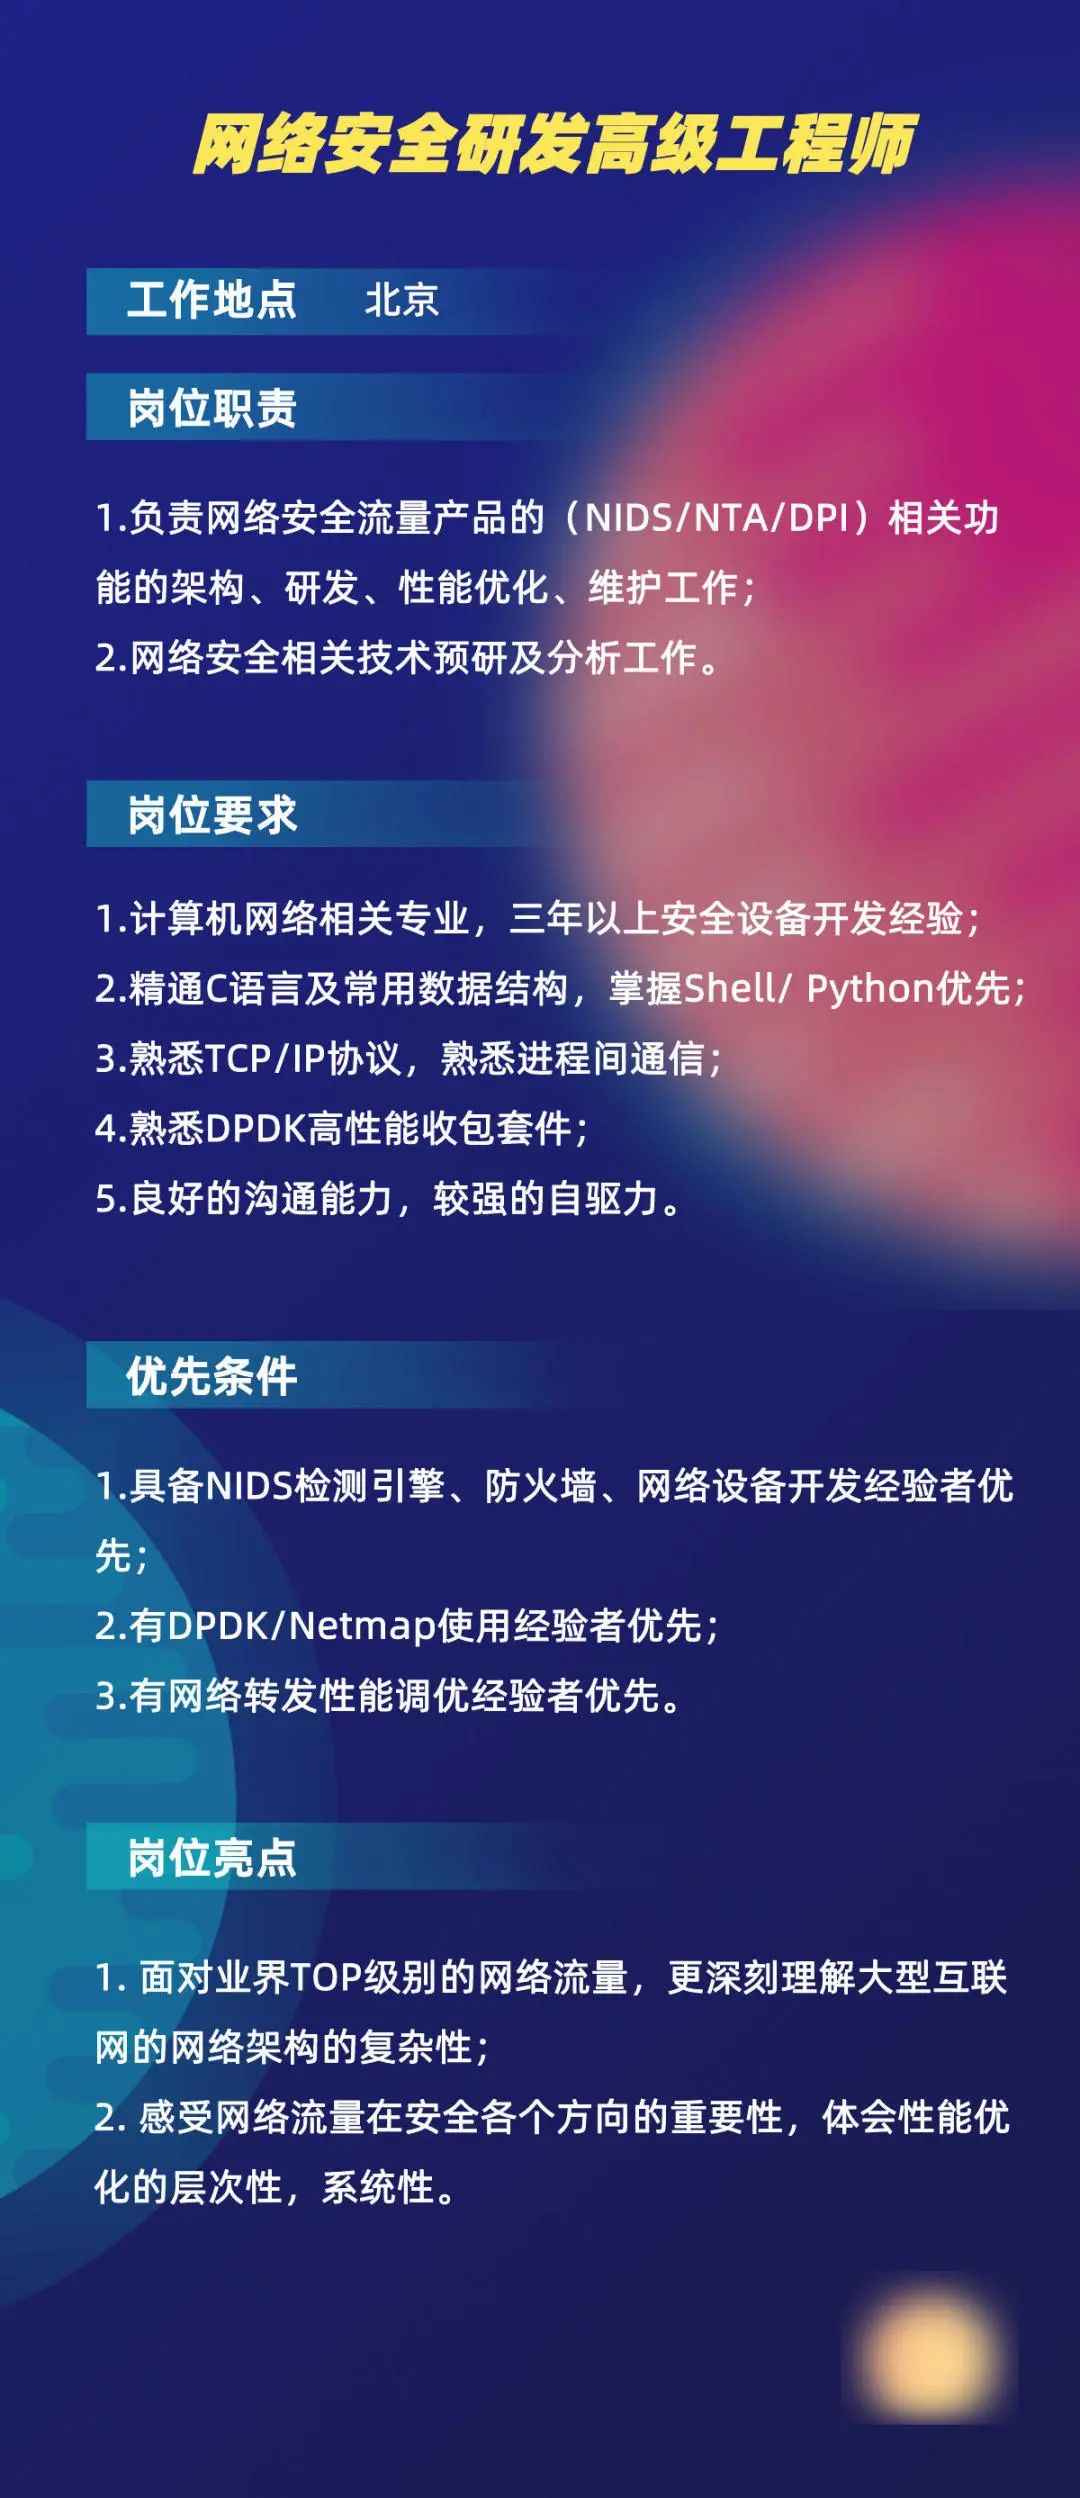 网络安全研发高级工程师
工作地点 北京
岗位职责
1.负责网络安全流量产品的（NIDS/NTA/DPI）相关功
能的架构、研发、性能优化、维护工作；
2.网络安全相关技术预研及分析工作。
岗位要求
1.计算机网络相关专业，三年以上安全设备开发经验；
2.精通C语言及常用数据结构，掌握Shell/ Python优先；
3.熟悉TCP/IP协议，熟悉进程间通信；
4.熟悉DPDK高性能收包套件；
5.良好的沟通能力，较强的自驱力。
优先条件
1.具备NIDS检测引擎、防火墙、网络设备开发经验者优
先；
2.有DPDK/Netmap使用经验者优先；
3.有网络转发性能调优经验者优先。
岗位亮点
1. 面对业界TOP级别的网络流量，更深刻理解大型互联
网的网络架构的复杂性；
2. 感受网络流量在安全各个方向的重要性，体会性能优
化的层次性，系统性。